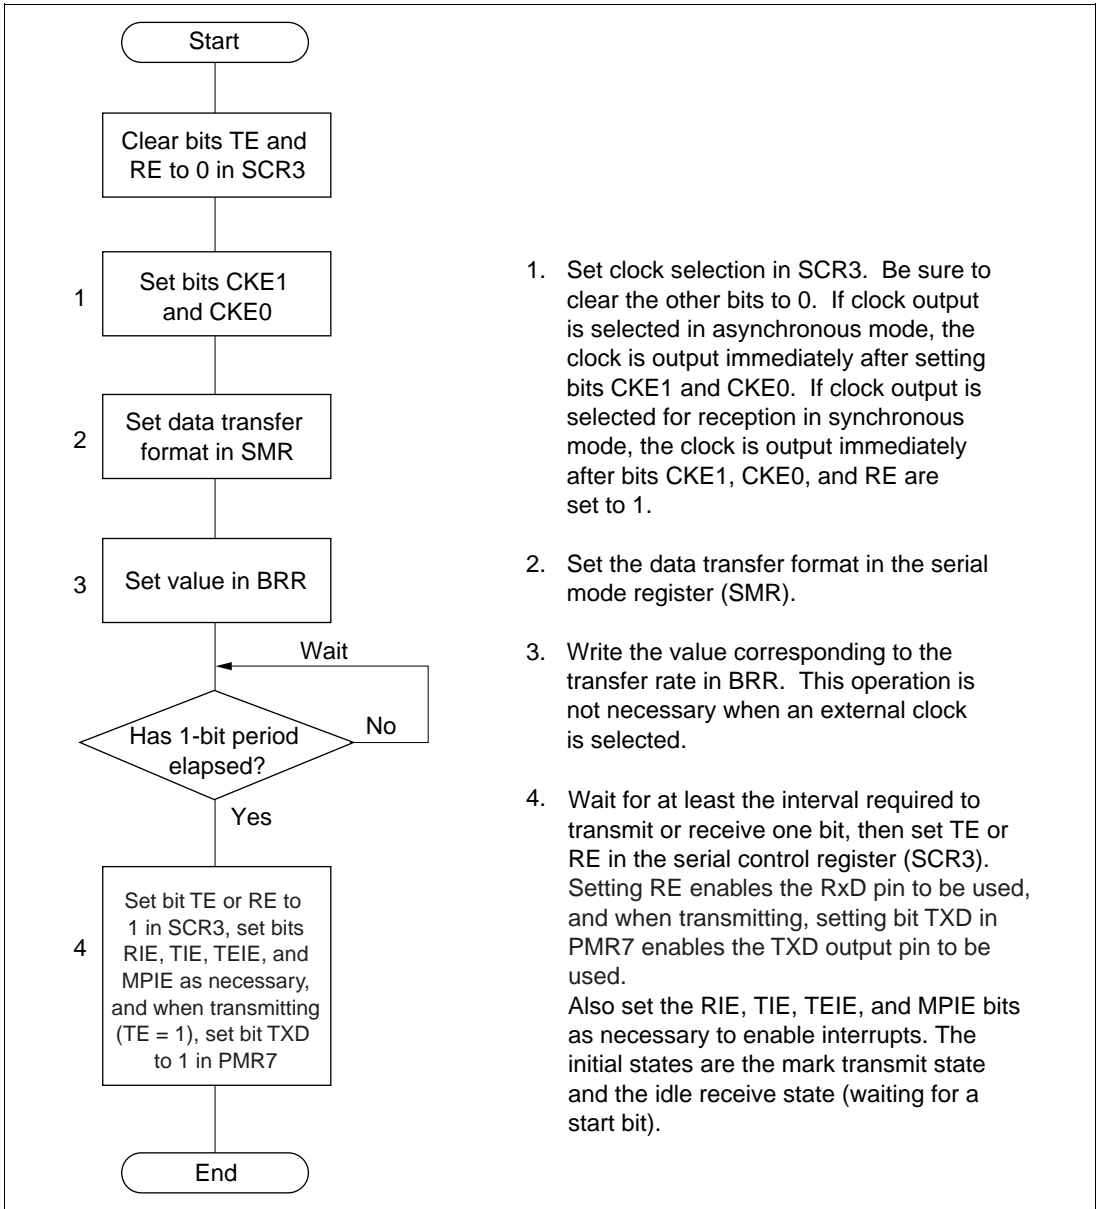 Start
Clear bits TE and
RE to 0 in SCR3
1
Set bits CKE1
and CKE0
2
Set data transfer
format in SMR
3
Set value in BRR
Wait
Has 1-bit period
elapsed?
No
Yes
4
Set bit TE or RE to
1 in SCR3, set bits
RIE, TIE, TEIE, and
MPIE as necessary,
and when transmitting
(TE = 1), set bit TXD
to 1 in PMR7
End
1. Set clock selection in SCR3. Be sure to
clear the other bits to 0. If clock output
is selected in asynchronous mode, the
clock is output immediately after setting
bits CKE1 and CKE0. If clock output is
selected for reception in synchronous
mode, the clock is output immediately
after bits CKE1, CKE0, and RE are
set to 1.
2. Set the data transfer format in the serial
mode register (SMR).
3. Write the value corresponding to the
transfer rate in BRR. This operation is
not necessary when an external clock
is selected.
4. Wait for at least the interval required to
transmit or receive one bit, then set TE or
RE in the serial control register (SCR3).
Setting RE enables the RxD pin to be used,
and when transmitting, setting bit TXD in
PMR7 enables the TXD output pin to be
used.
Also set the RIE, TIE, TEIE, and MPIE bits
as necessary to enable interrupts. The
initial states are the mark transmit state
and the idle receive state (waiting for a
start bit).